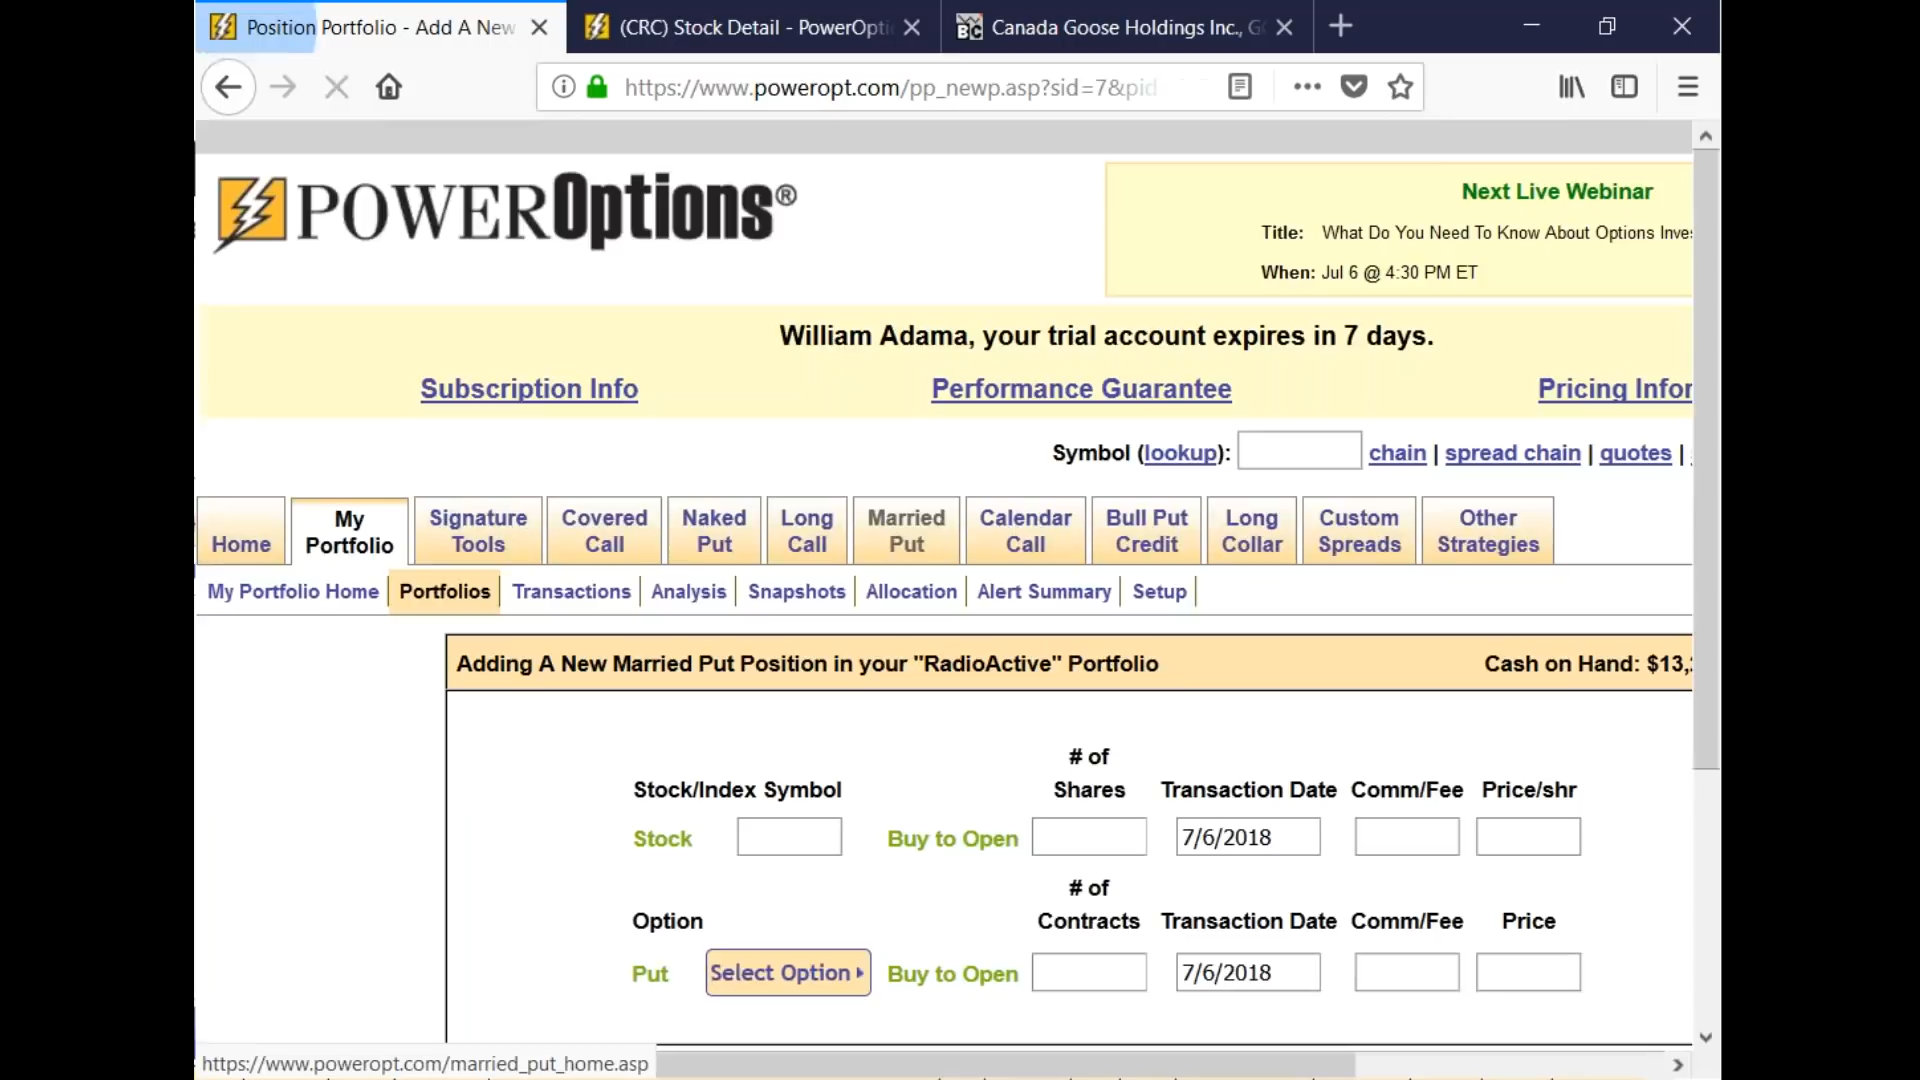 Position Portfolio - Add A New
(CRC) Stock Detail - PowerOpti
Canada Goose Holdings Inc., G
https://www.poweropt.com/pp_newp.asp?sid=7&pid
POWEROptions®
Next Live Webinar
Title: What Do You Need To Know About Options Inves
When: Jul 6 @ 4:30 PM ET
William Adama, your trial account expires in 7 days.
Subscription Info
Performance Guarantee
Pricing Infor
Symbol (lookup): chain | spread chain | quotes |
Home
My Portfolio
Signature Tools
Covered Call
Naked Put
Long Call
Married Put
Calendar Call
Bull Put Credit
Long Collar
Custom Spreads
Other Strategies
My Portfolio Home | Portfolios | Transactions | Analysis | Snapshots | Allocation | Alert Summary | Setup |
Adding A New Married Put Position in your "RadioActive" Portfolio
Cash on Hand: $13,
# of
Stock/Index Symbol Shares Transaction Date Comm/Fee Price/shr
Stock Buy to Open 7/6/2018
# of
Option Contracts Transaction Date Comm/Fee Price
Put Select Option Buy to Open 7/6/2018
https://www.poweropt.com/married_put_home.asp